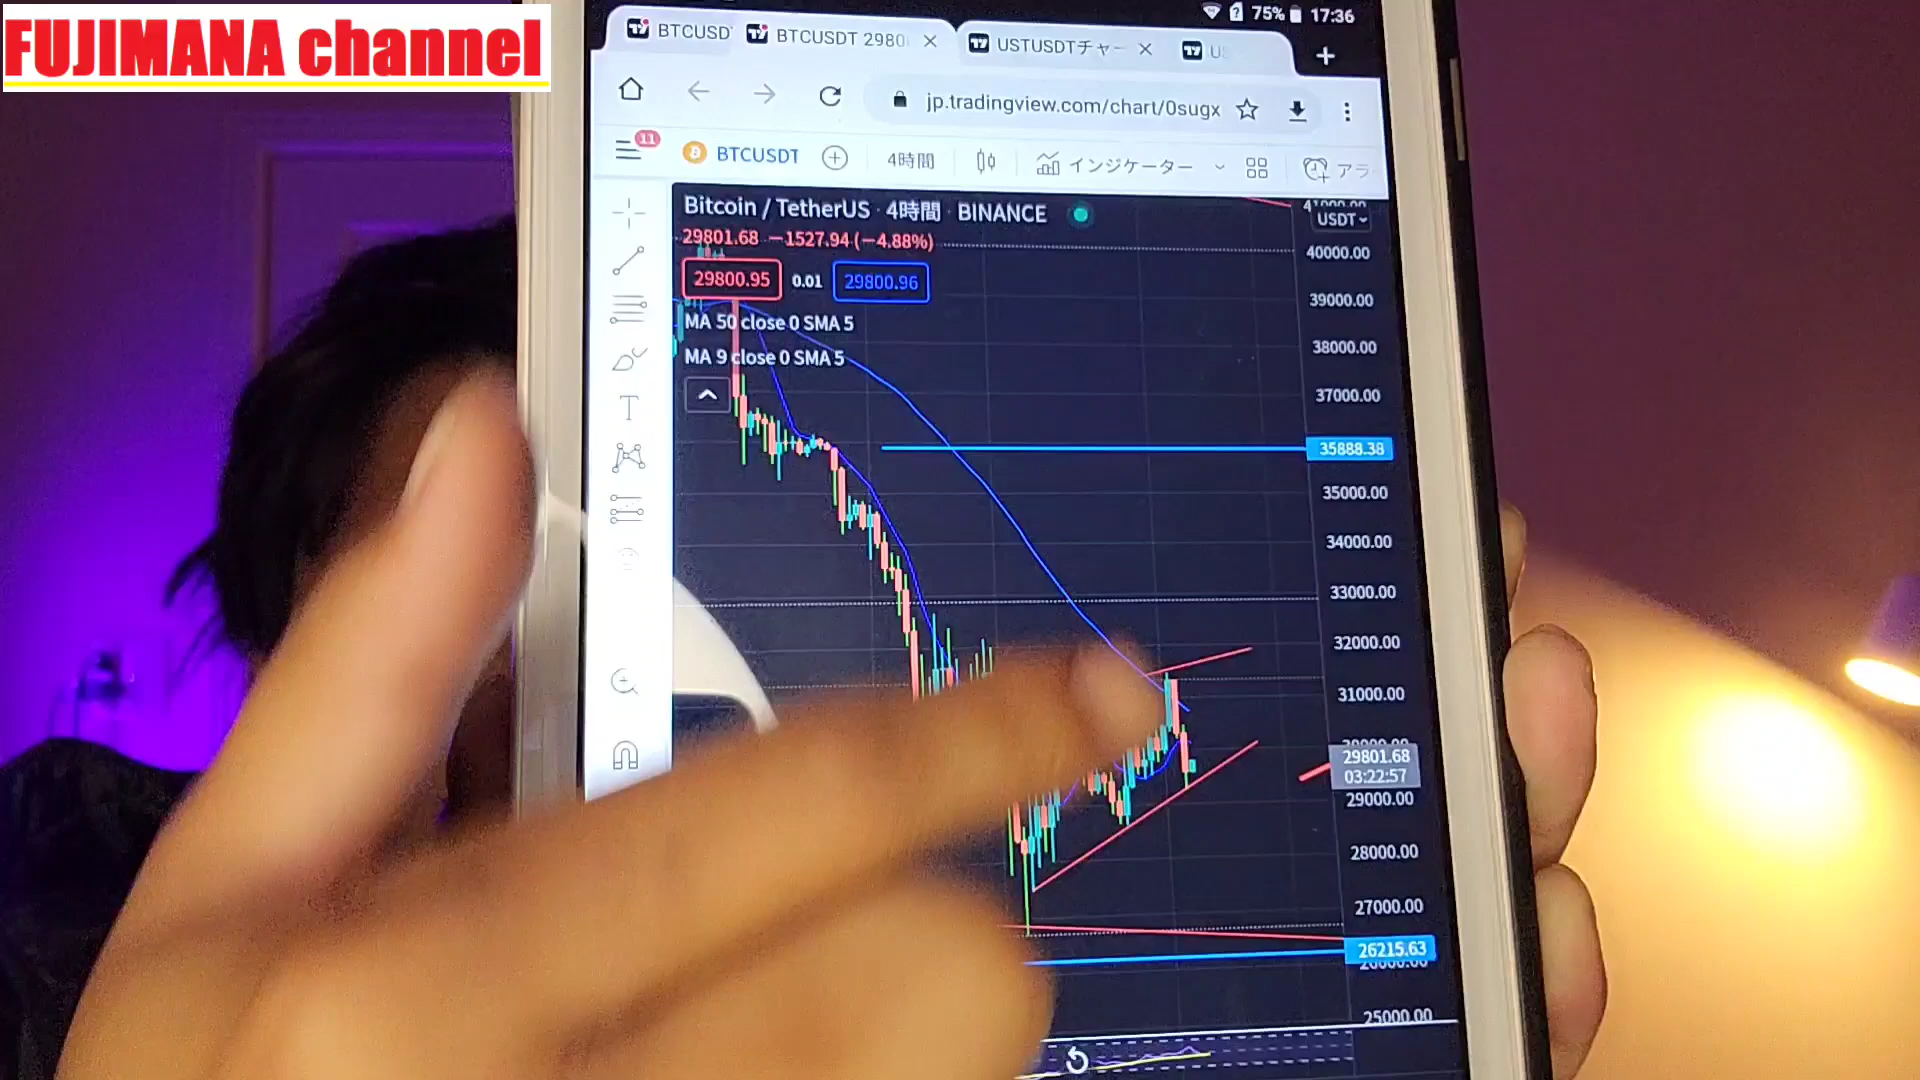 FUJIMANA channel
75% 17:36
BTCUSD
BTCUSDT 2980
USTUSDTチャー
US
jp.tradingview.com/chart/0sugx
11
BTCUSDT
4時間
インジケーター
アラ
Bitcoin / TetherUS · 4時間 · BINANCE
29801.68 −1527.94 (−4.88%)
29800.95 0.01 29800.96
MA 50 close 0 SMA 5
MA 9 close 0 SMA 5
41000.00
USDT
40000.00
39000.00
38000.00
37000.00
35888.38
35000.00
34000.00
33000.00
32000.00
31000.00
29801.68
03:22:57
29000.00
28000.00
27000.00
26215.63
25000.00